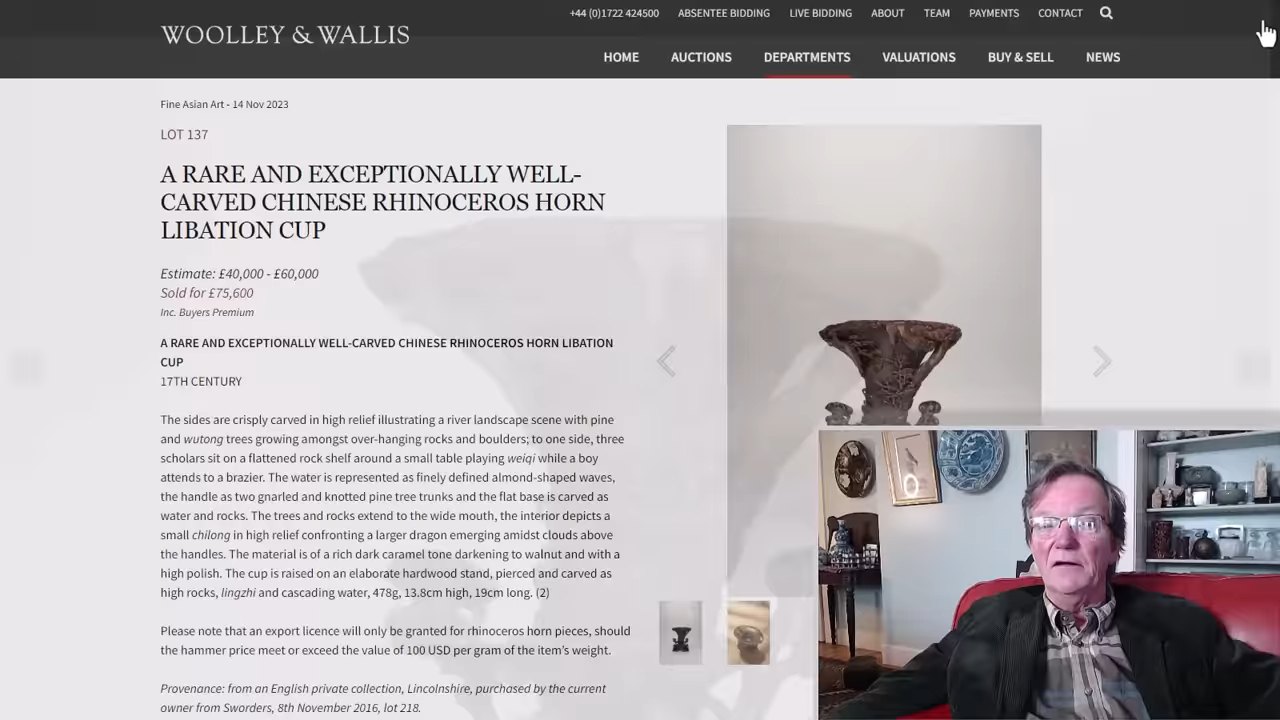 +44 (0)1722 424500 ABSENTEE BIDDING LIVE BIDDING ABOUT TEAM PAYMENTS CONTACT
WOOLLEY & WALLIS
HOME AUCTIONS DEPARTMENTS VALUATIONS BUY & SELL NEWS
Fine Asian Art - 14 Nov 2023
LOT 137
A RARE AND EXCEPTIONALLY WELL-
CARVED CHINESE RHINOCEROS HORN
LIBATION CUP
Estimate: £40,000 - £60,000
Sold for £75,600
Inc. Buyers Premium
A RARE AND EXCEPTIONALLY WELL-CARVED CHINESE RHINOCEROS HORN LIBATION
CUP
17TH CENTURY
The sides are crisply carved in high relief illustrating a river landscape scene with pine
and wutong trees growing amongst over-hanging rocks and boulders; to one side, three
scholars sit on a flattened rock shelf around a small table playing weiqi while a boy
attends to a brazier. The water is represented as finely defined almond-shaped waves,
the handle as two gnarled and knotted pine tree trunks and the flat base is carved as
water and rocks. The trees and rocks extend to the wide mouth, the interior depicts a
small chilong in high relief confronting a larger dragon emerging amidst clouds above
the handles. The material is of a rich dark caramel tone darkening to walnut and with a
high polish. The cup is raised on an elaborate hardwood stand, pierced and carved as
high rocks, lingzhi and cascading water, 478g, 13.8cm high, 19cm long. (2)
Please note that an export licence will only be granted for rhinoceros horn pieces, should
the hammer price meet or exceed the value of 100 USD per gram of the item's weight.
Provenance: from an English private collection, Lincolnshire, purchased by the current
owner from Sworders, 8th November 2016, lot 218.